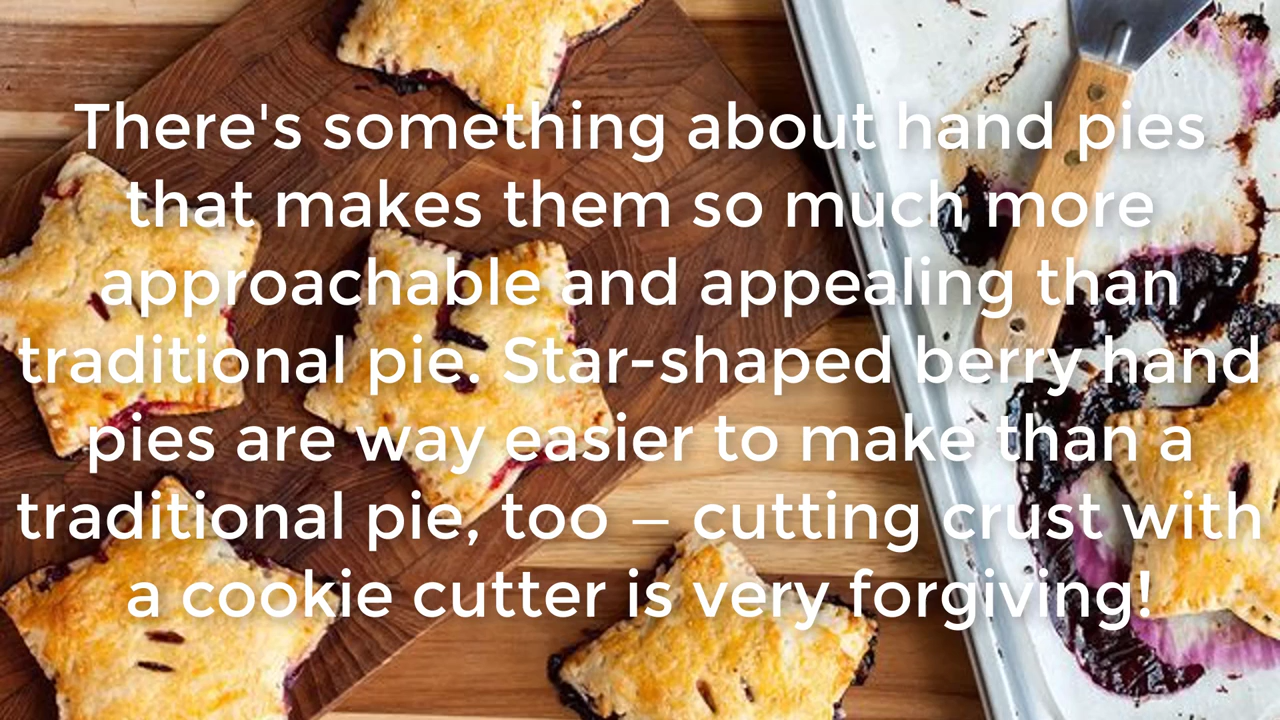 There's something about hand pies
that makes them so much more
approachable and appealing than
traditional pie. Star-shaped berry hand
pies are way easier to make than a
traditional pie, too – cutting crust with
a cookie cutter is very forgiving!